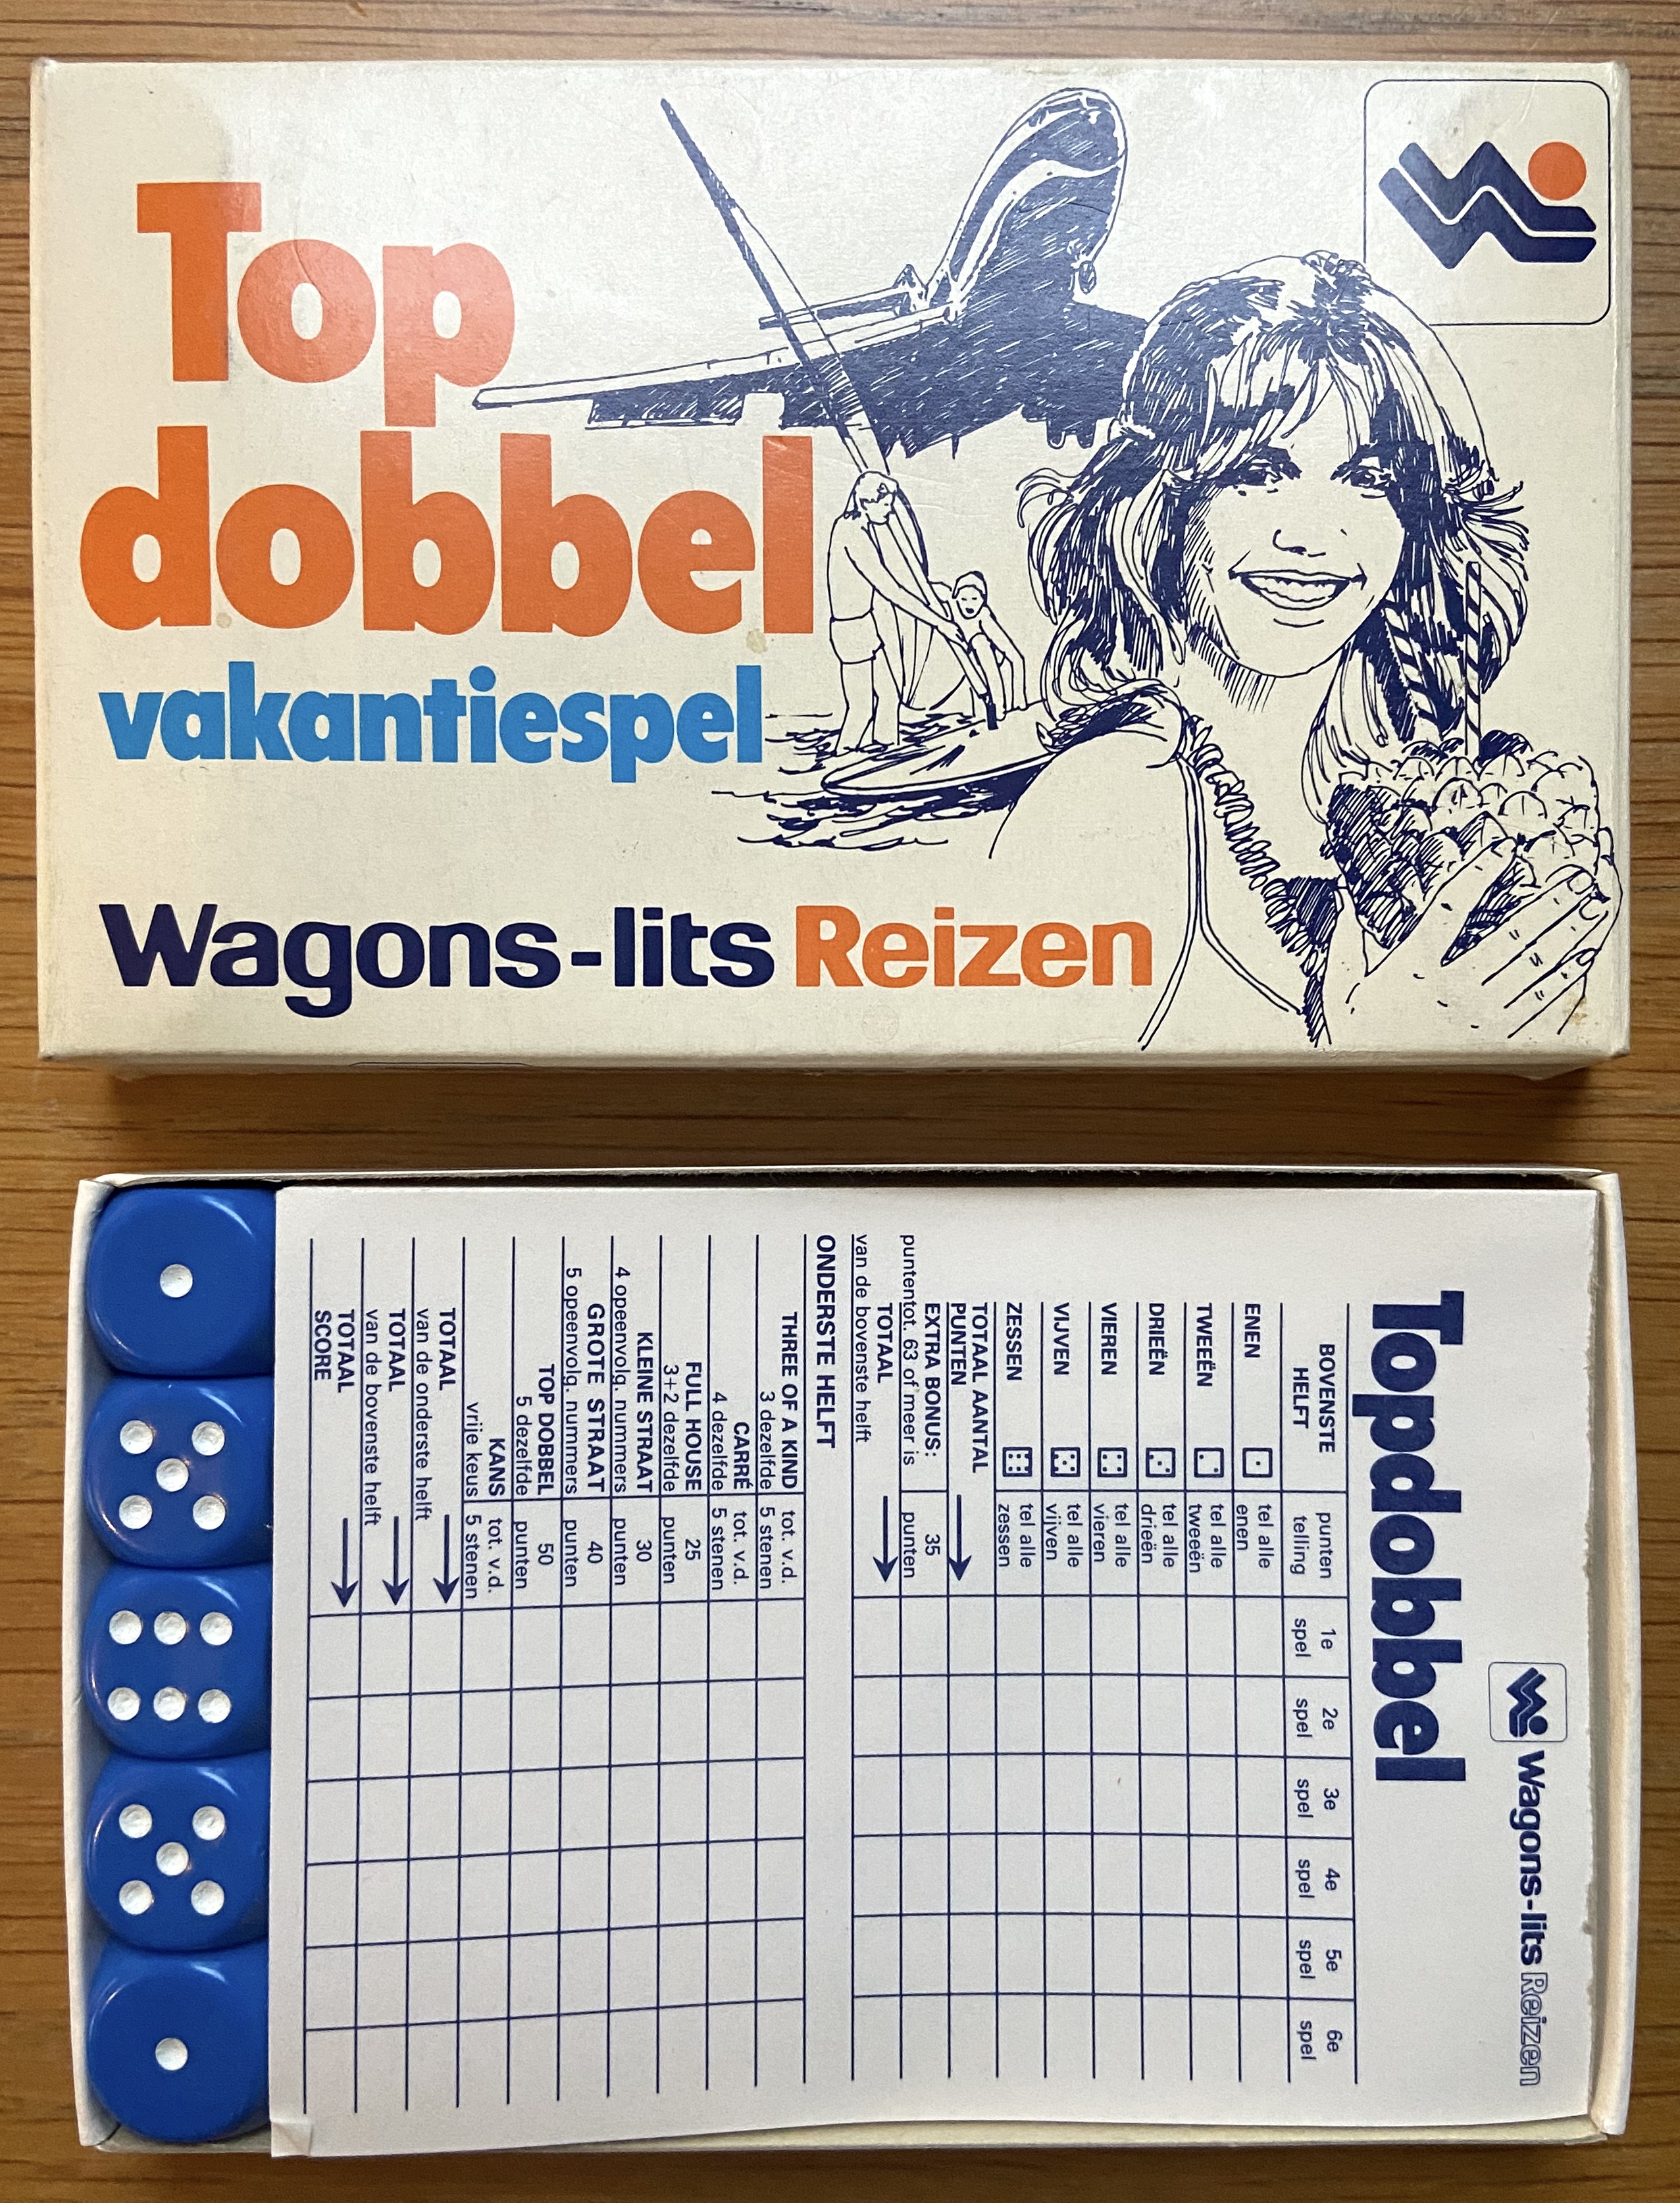 Top
dobbel
vakantiespel
Wagons-lits Reizen
Wagons-lits Reizen
Topdobbel
BOVENSTE HELFT punten telling 1e spel 2e spel 3e spel 4e spel 5e spel 6e spel
ENEN tel alle enen
TWEEËN tel alle tweeën
DRIEËN tel alle drieën
VIEREN tel alle vieren
VIJVEN tel alle vijven
ZESSEN tel alle zessen
TOTAAL AANTAL PUNTEN
EXTRA BONUS: puntentot. 63 of meer is 35 punten
TOTAAL van de bovenste helft
ONDERSTE HELFT
THREE OF A KIND 3 dezelfde tot. v.d. 5 stenen
CARRÉ 4 dezelfde tot. v.d. 5 stenen
FULL HOUSE 3+2 dezelfde 25 punten
KLEINE STRAAT 4 opeenvolg. nummers 30 punten
GROTE STRAAT 5 opeenvolg. nummers 40 punten
TOP DOBBEL 5 dezelfde 50 punten
KANS vrije keus tot. v.d. 5 stenen
TOTAAL van de onderste helft
TOTAAL van de bovenste helft
TOTAAL SCORE